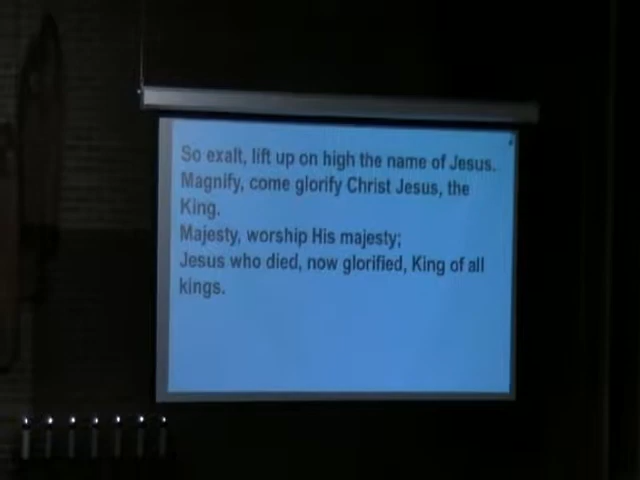 So exalt, lift up on high the name of Jesus.
Magnify, come glorify Christ Jesus, the
King.
Majesty, worship His majesty;
Jesus who died, now glorified, King of all
kings.